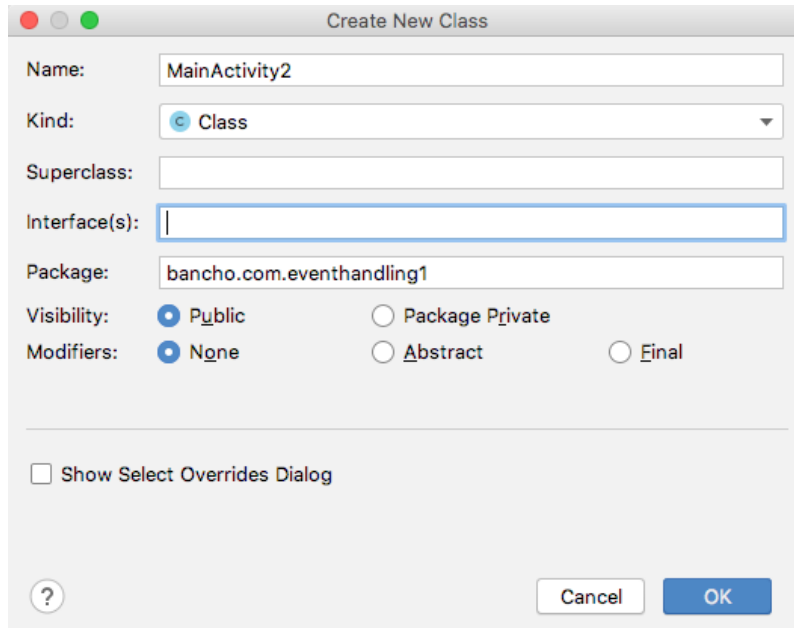 Create New Class
Name: MainActivity2
Kind: C Class
Superclass:
Interface(s):
Package: bancho.com.eventhandling1
Visibility: Public Package Private
Modifiers: None Abstract Final
Show Select Overrides Dialog
? Cancel OK